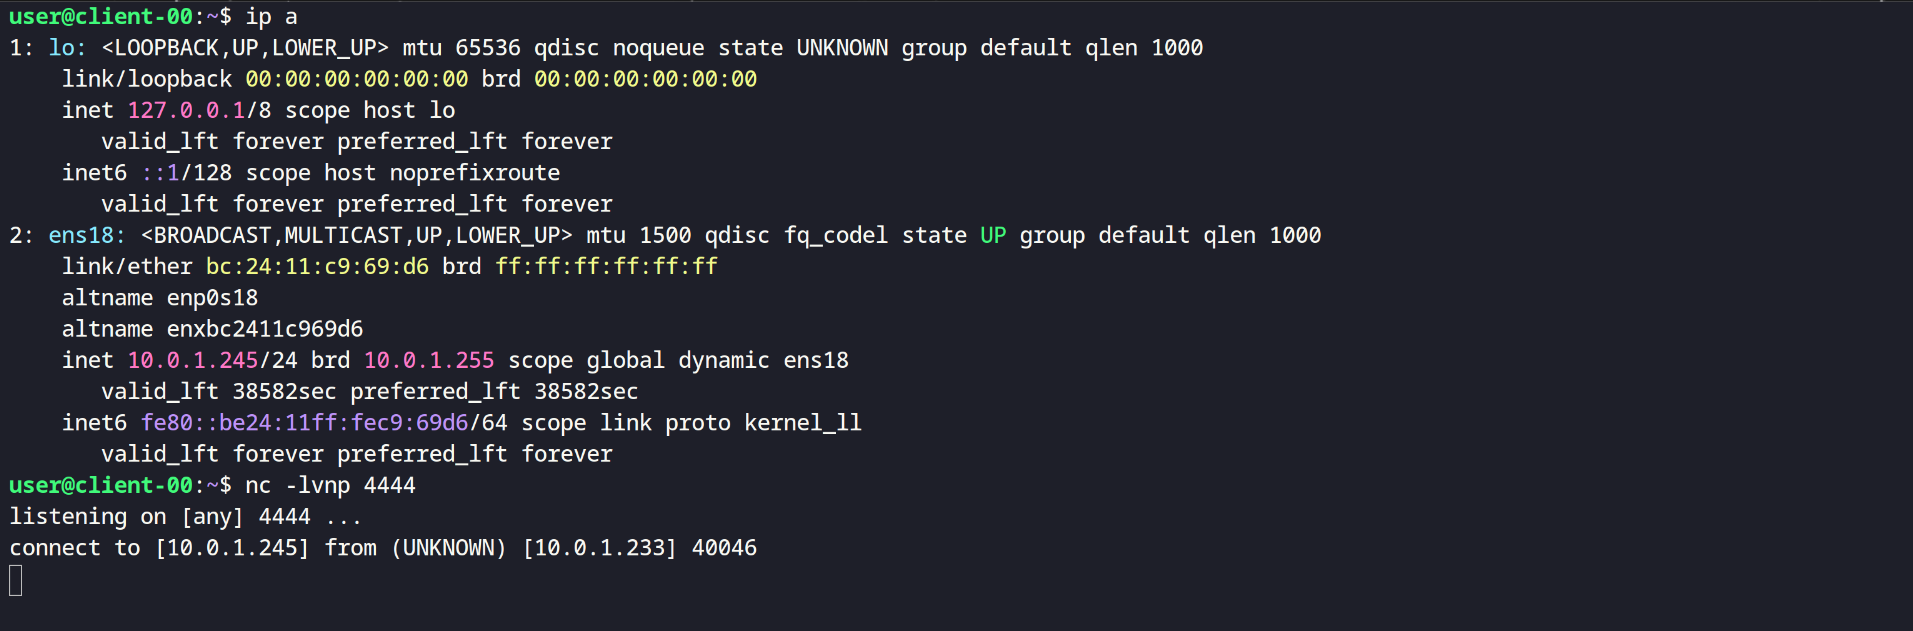 user@client-00:~$ ip a
1: lo: <LOOPBACK,UP,LOWER_UP> mtu 65536 qdisc noqueue state UNKNOWN group default qlen 1000
    link/loopback 00:00:00:00:00:00 brd 00:00:00:00:00:00
    inet 127.0.0.1/8 scope host lo
       valid_lft forever preferred_lft forever
    inet6 ::1/128 scope host noprefixroute
       valid_lft forever preferred_lft forever
2: ens18: <BROADCAST,MULTICAST,UP,LOWER_UP> mtu 1500 qdisc fq_codel state UP group default qlen 1000
    link/ether bc:24:11:c9:69:d6 brd ff:ff:ff:ff:ff:ff
    altname enp0s18
    altname enxbc2411c969d6
    inet 10.0.1.245/24 brd 10.0.1.255 scope global dynamic ens18
       valid_lft 38582sec preferred_lft 38582sec
    inet6 fe80::be24:11ff:fec9:69d6/64 scope link proto kernel_ll
       valid_lft forever preferred_lft forever
user@client-00:~$ nc -lvnp 4444
listening on [any] 4444 ...
connect to [10.0.1.245] from (UNKNOWN) [10.0.1.233] 40046